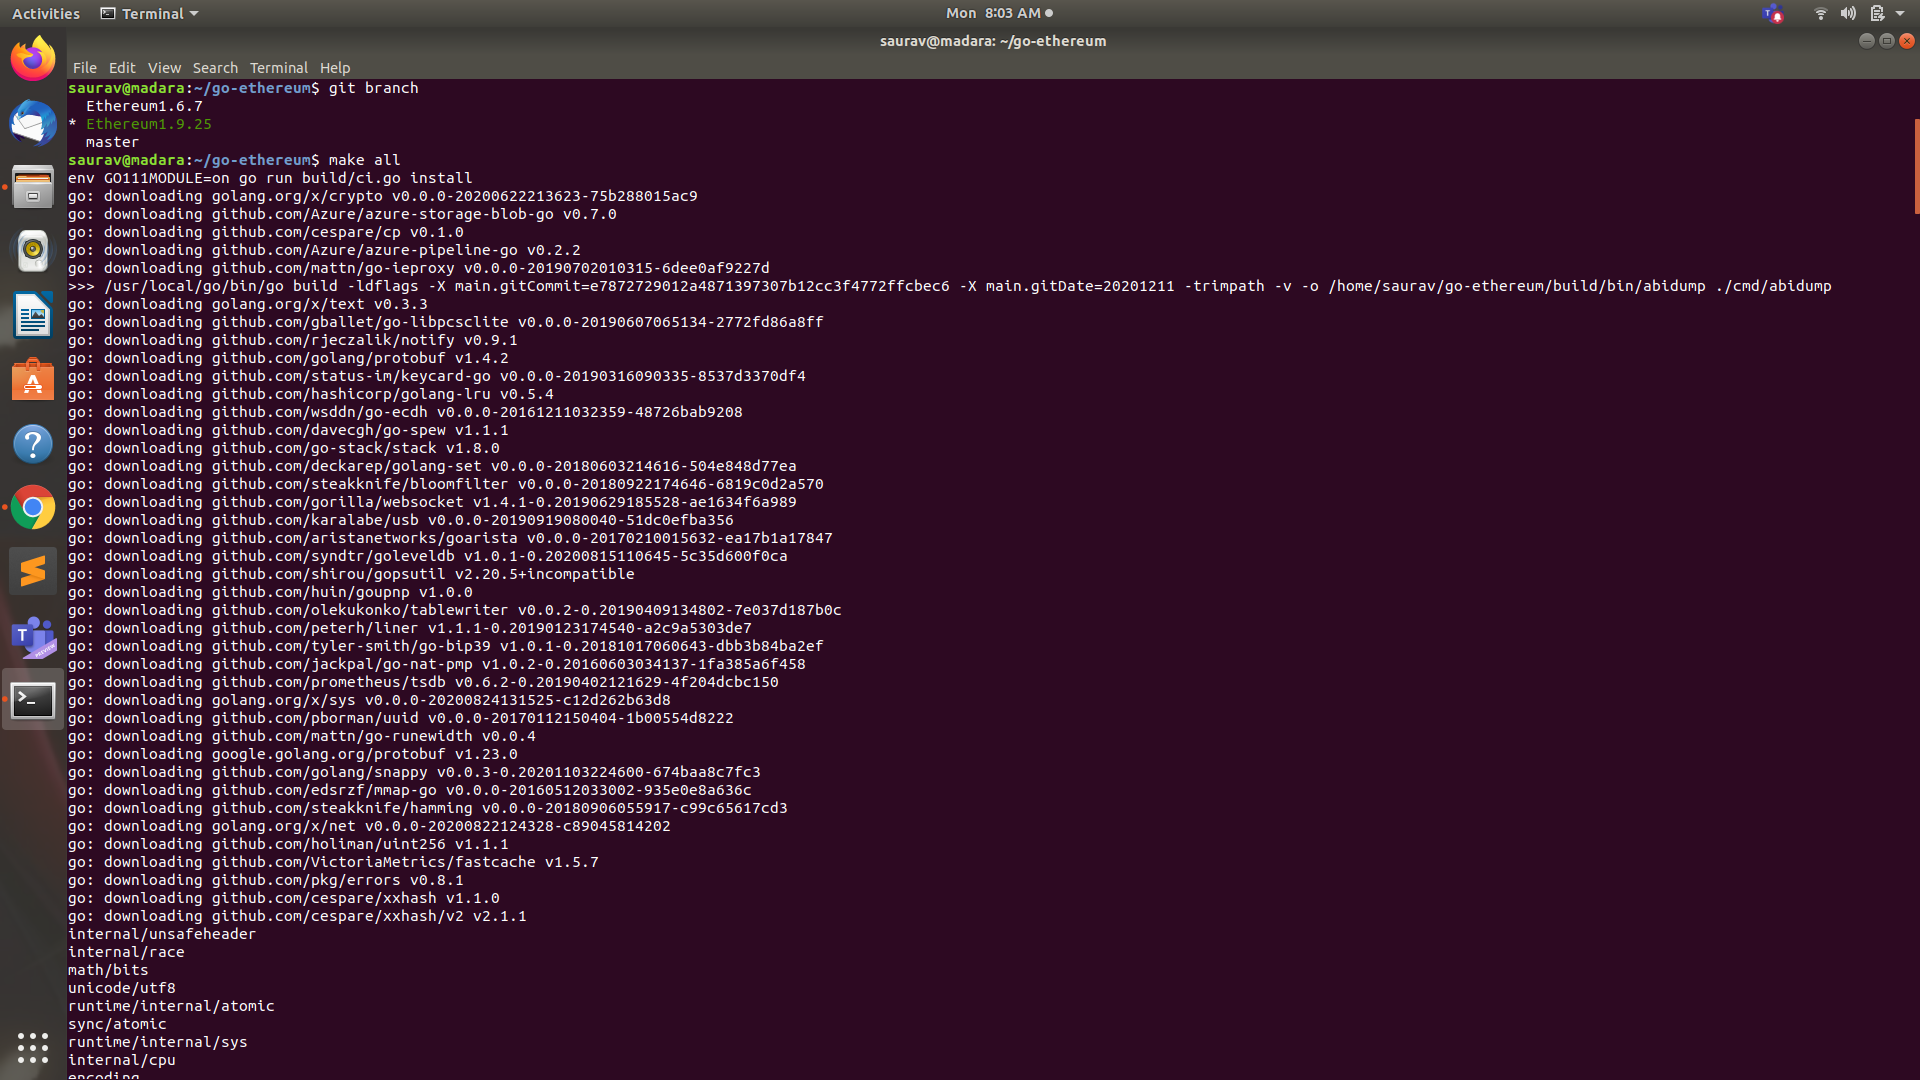 Activities Terminal Mon 8:03 AM
saurav@madara: ~/go-ethereum
File Edit View Search Terminal Help
saurav@madara:~/go-ethereum$ git branch
Ethereum1.6.7
* Ethereum1.9.25
master
saurav@madara:~/go-ethereum$ make all
env GO111MODULE=on go run build/ci.go install
go: downloading golang.org/x/crypto v0.0.0-20200622213623-75b288015ac9
go: downloading github.com/Azure/azure-storage-blob-go v0.7.0
go: downloading github.com/cespare/cp v0.1.0
go: downloading github.com/Azure/azure-pipeline-go v0.2.2
go: downloading github.com/mattn/go-ieproxy v0.0.0-20190702010315-6dee0af9227d
>>> /usr/local/go/bin/go build -ldflags -X main.gitCommit=e7872729012a4871397307b12cc3f4772ffcbec6 -X main.gitDate=20201211 -trimpath -v -o /home/saurav/go-ethereum/build/bin/abidump ./cmd/abidump
go: downloading golang.org/x/text v0.3.3
go: downloading github.com/gballet/go-libpcsclite v0.0.0-20190607065134-2772fd86a8ff
go: downloading github.com/rjeczalik/notify v0.9.1
go: downloading github.com/golang/protobuf v1.4.2
go: downloading github.com/status-im/keycard-go v0.0.0-20190316090335-8537d3370df4
go: downloading github.com/hashicorp/golang-lru v0.5.4
go: downloading github.com/wsddn/go-ecdh v0.0.0-20161211032359-48726bab9208
go: downloading github.com/davecgh/go-spew v1.1.1
go: downloading github.com/go-stack/stack v1.8.0
go: downloading github.com/deckarep/golang-set v0.0.0-20180603214616-504e848d77ea
go: downloading github.com/steakknife/bloomfilter v0.0.0-20180922174646-6819c0d2a570
go: downloading github.com/gorilla/websocket v1.4.1-0.20190629185528-ae1634f6a989
go: downloading github.com/karalabe/usb v0.0.0-20190919080040-51dc0efba356
go: downloading github.com/aristanetworks/goarista v0.0.0-20170210015632-ea17b1a17847
go: downloading github.com/syndtr/goleveldb v1.0.1-0.20200815110645-5c35d600f0ca
go: downloading github.com/shirou/gopsutil v2.20.5+incompatible
go: downloading github.com/huin/goupnp v1.0.0
go: downloading github.com/olekukonko/tablewriter v0.0.2-0.20190409134802-7e037d187b0c
go: downloading github.com/peterh/liner v1.1.1-0.20190123174540-a2c9a5303de7
go: downloading github.com/tyler-smith/go-bip39 v1.0.1-0.20181017060643-dbb3b84ba2ef
go: downloading github.com/jackpal/go-nat-pmp v1.0.2-0.20160603034137-1fa385a6f458
go: downloading github.com/prometheus/tsdb v0.6.2-0.20190402121629-4f204dcbc150
go: downloading golang.org/x/sys v0.0.0-20200824131525-c12d262b63d8
go: downloading github.com/pborman/uuid v0.0.0-20170112150404-1b00554d8222
go: downloading github.com/mattn/go-runewidth v0.0.4
go: downloading google.golang.org/protobuf v1.23.0
go: downloading github.com/golang/snappy v0.0.3-0.20201103224600-674baa8c7fc3
go: downloading github.com/edsrzf/mmap-go v0.0.0-20160512033002-935e0e8a636c
go: downloading github.com/steakknife/hamming v0.0.0-20180906055917-c99c65617cd3
go: downloading golang.org/x/net v0.0.0-20200822124328-c89045814202
go: downloading github.com/holiman/uint256 v1.1.1
go: downloading github.com/VictoriaMetrics/fastcache v1.5.7
go: downloading github.com/pkg/errors v0.8.1
go: downloading github.com/cespare/xxhash v1.1.0
go: downloading github.com/cespare/xxhash/v2 v2.1.1
internal/unsafeheader
internal/race
math/bits
unicode/utf8
runtime/internal/atomic
sync/atomic
runtime/internal/sys
internal/cpu
encoding